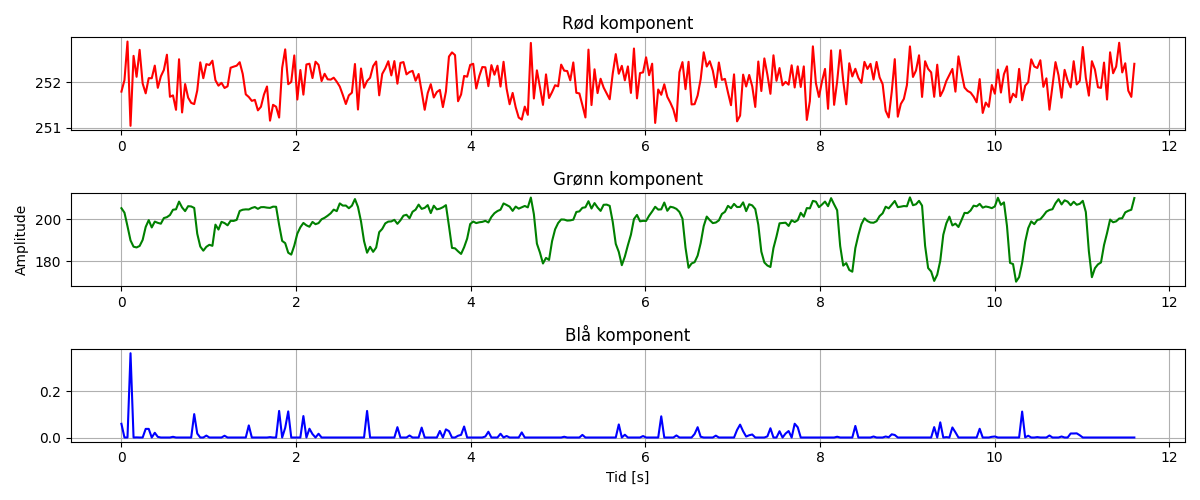 Rød komponent
252
251
0 2 4 6 8 10 12
Grønn komponent
Amplitude
200
180
0 2 4 6 8 10 12
Blå komponent
0.2
0.0
0 2 4 6 8 10 12
Tid [s]